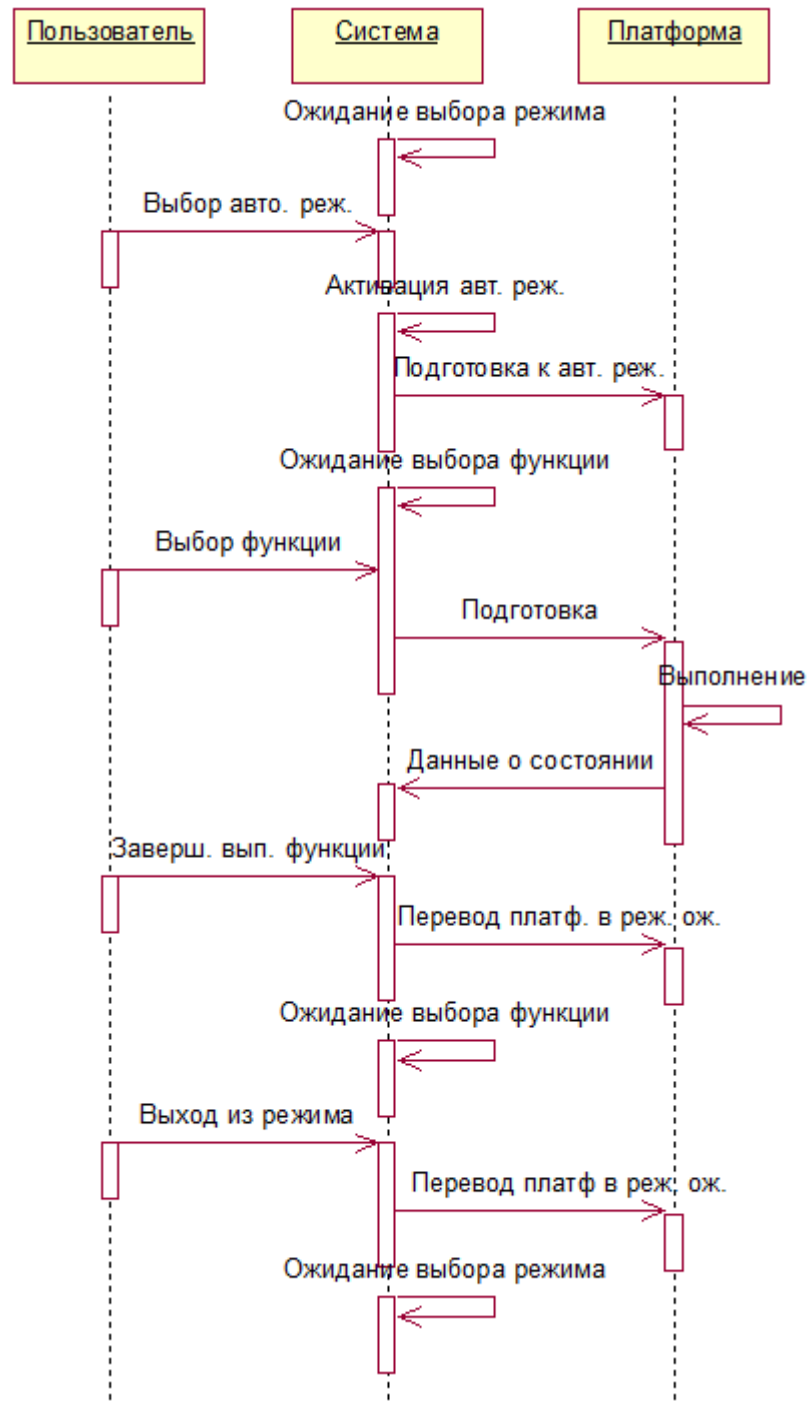 Пользователь
Система
Платформа
Ожидание выбора режима
Выбор авто. реж.
Активация авт. реж.
Подготовка к авт. реж.
Ожидание выбора функции
Выбор функции
Подготовка
Выполнение
Данные о состоянии
Заверш. вып. функции
Перевод платф. в реж. ож.
Ожидание выбора функции
Выход из режима
Перевод платф в реж. ож.
Ожидание выбора режима